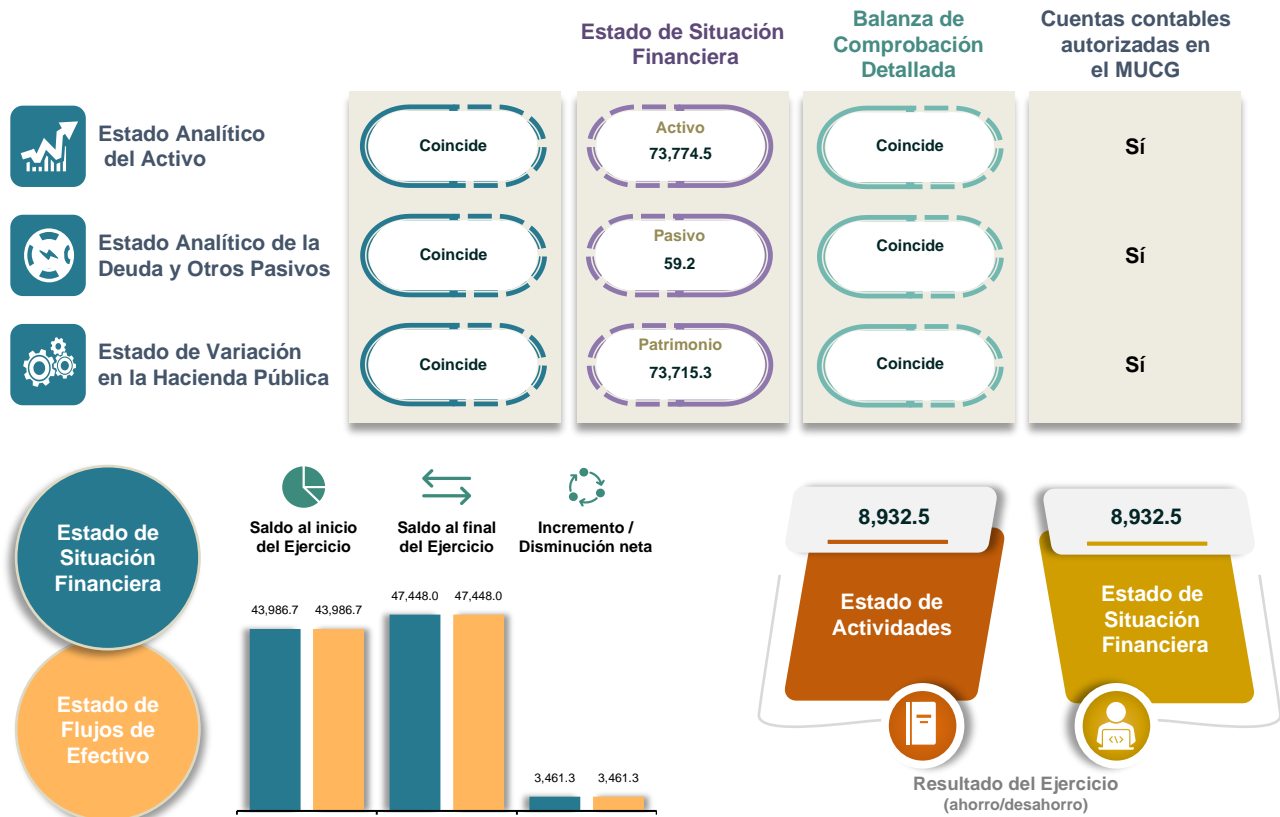 Estado de Situación
Financiera
Balanza de
Comprobación
Detallada
Cuentas contables
autorizadas en
el MUCG
Estado Analítico
del Activo
Coincide
Activo
73,774.5
Coincide
Sí
Estado Analítico de la
Deuda y Otros Pasivos
Coincide
Pasivo
59.2
Coincide
Sí
Estado de Variación
en la Hacienda Pública
Coincide
Patrimonio
73,715.3
Coincide
Sí
Estado de
Situación
Financiera
Estado de
Flujos de
Efectivo
Saldo al inicio
del Ejercicio
Saldo al final
del Ejercicio
Incremento /
Disminución neta
43,986.7
43,986.7
47,448.0
47,448.0
3,461.3
3,461.3
8,932.5
Estado de
Actividades
8,932.5
Estado de
Situación
Financiera
Resultado del Ejercicio
(ahorro/desahorro)